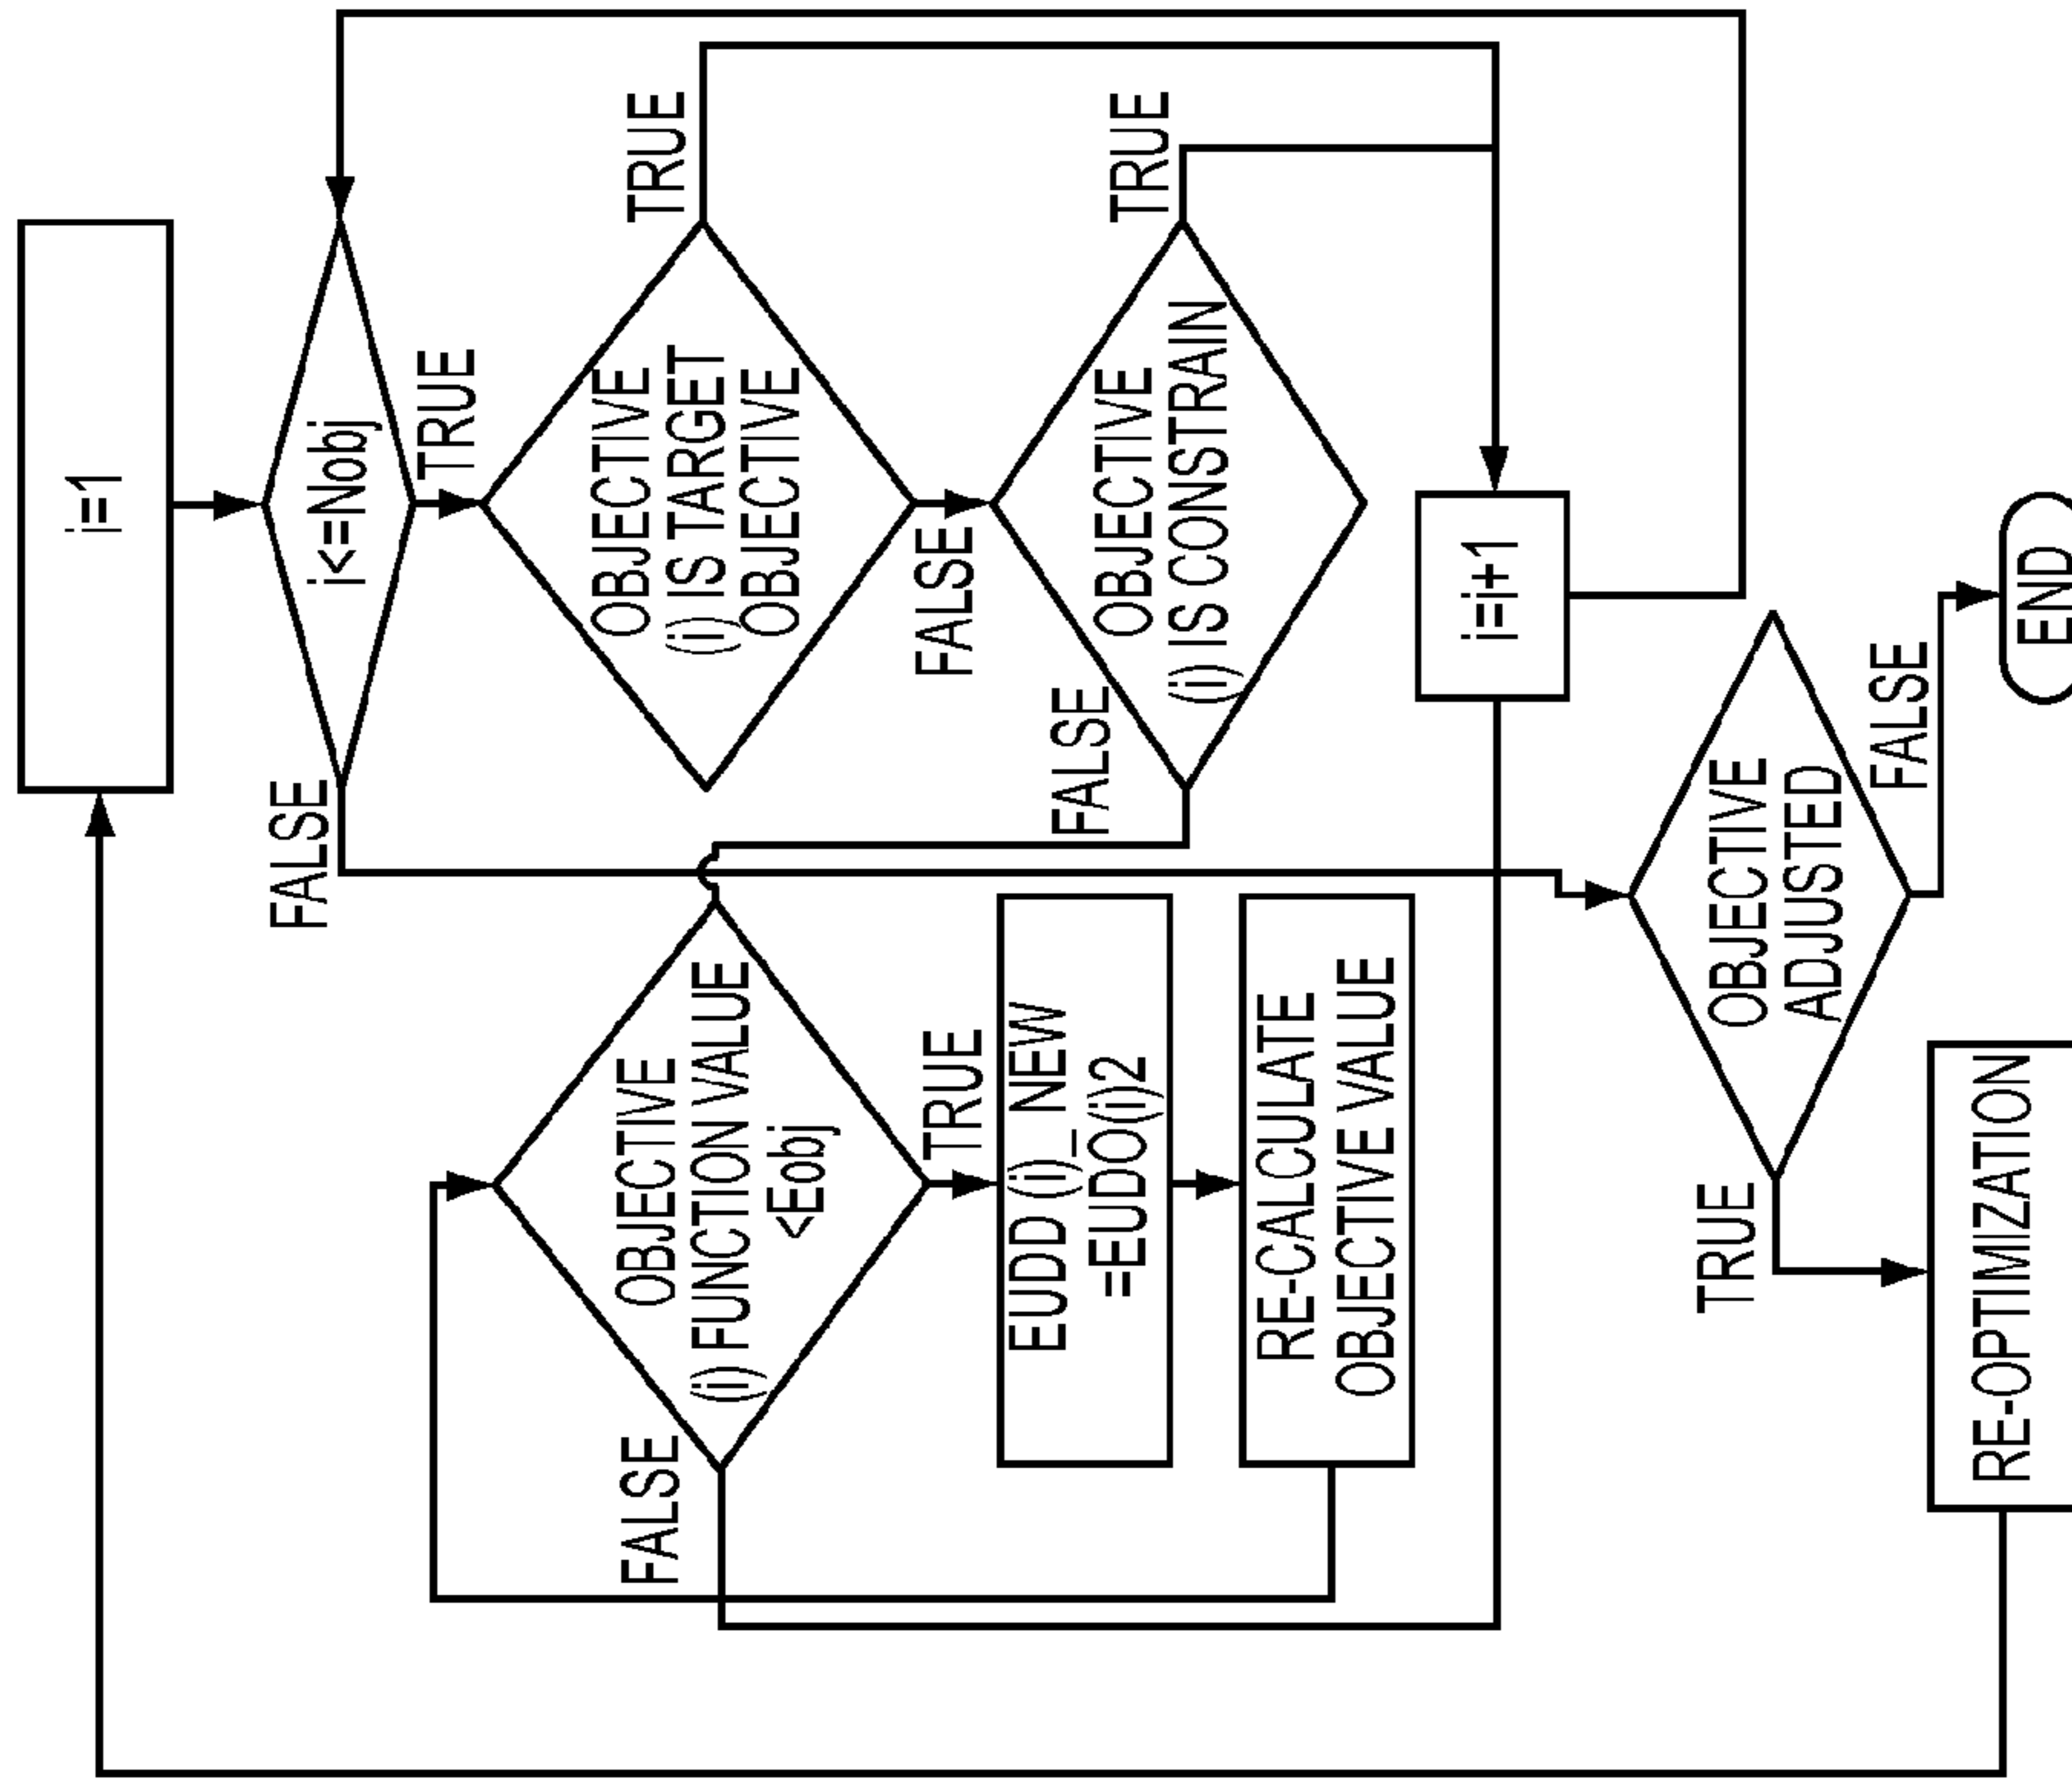 i=1
i<=Nobj
FALSE
TRUE
OBJECTIVE
(i) IS TARGET
OBJECTIVE
TRUE
FALSE
OBJECTIVE
(i) IS CONSTRAIN
TRUE
FALSE
i=i+1
OBJECTIVE
(i) FUNCTION VALUE
<Eobj
FALSE
TRUE
EUDD (i)_NEW
=EUDO(i)2
RE-CALCULATE
OBJECTIVE VALUE
OBJECTIVE
ADJUSTED
TRUE
FALSE
RE-OPTIMIZATION
END